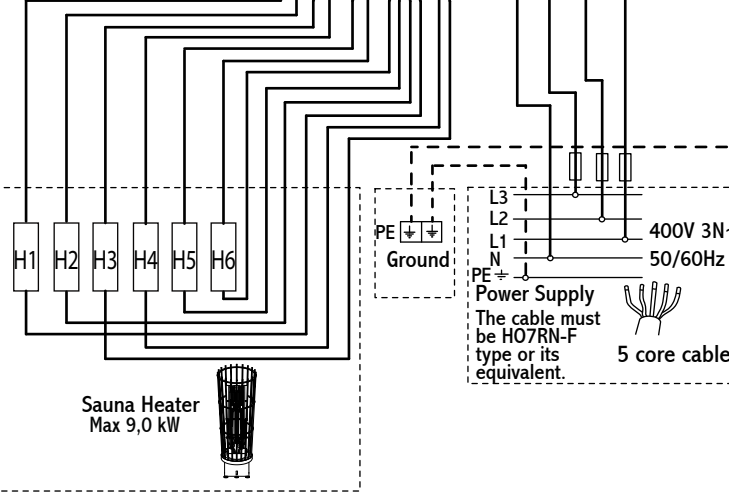 H1 H2 H3 H4 H5 H6
Sauna Heater
Max 9,0 kW
PE
Ground
L3
L2
L1
N
PE
400V 3N~
50/60Hz
Power Supply
The cable must
be HO7RN-F
type or its
equivalent.
5 core cable